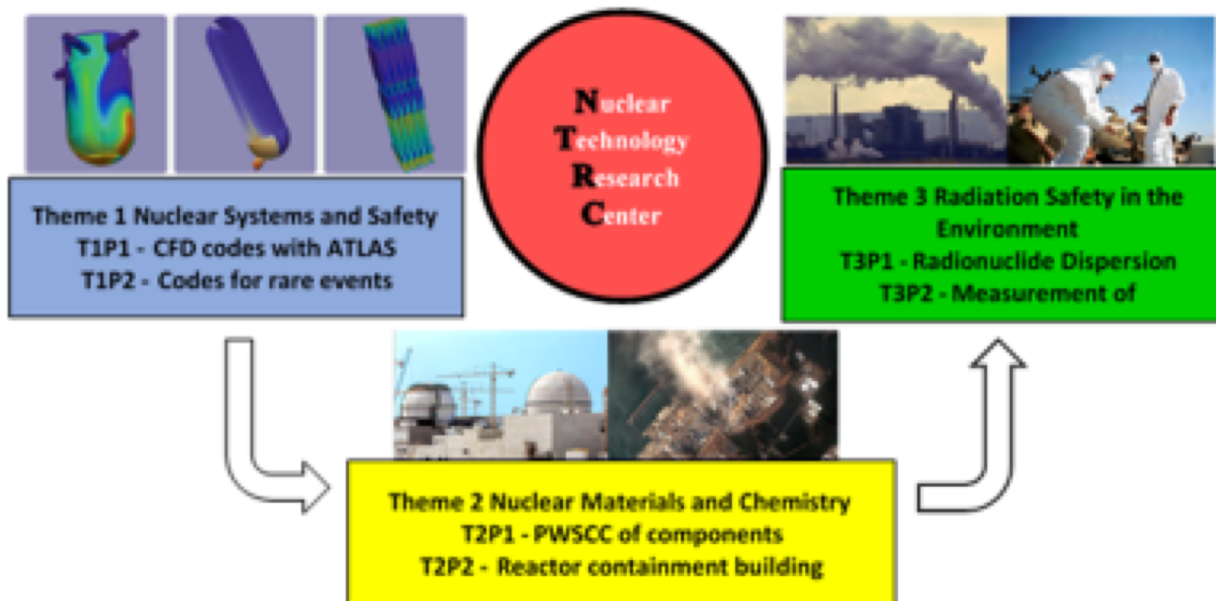 Nuclear
Technology
Research
Center
Theme 1 Nuclear Systems and Safety
T1P1 - CFD codes with ATLAS
T1P2 - Codes for rare events
Theme 2 Nuclear Materials and Chemistry
T2P1 - PWSCC of components
T2P2 - Reactor containment building
Theme 3 Radiation Safety in the
Environment
T3P1 - Radionuclide Dispersion
T3P2 - Measurement of